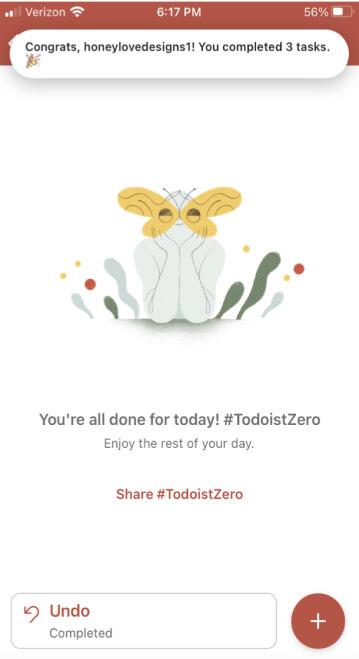 Verizon 6:17 PM 56%
Congrats, honeylovedesigns1! You completed 3 tasks.
🎉
You're all done for today! #TodoistZero
Enjoy the rest of your day.
Share #TodoistZero
Undo
Completed
+